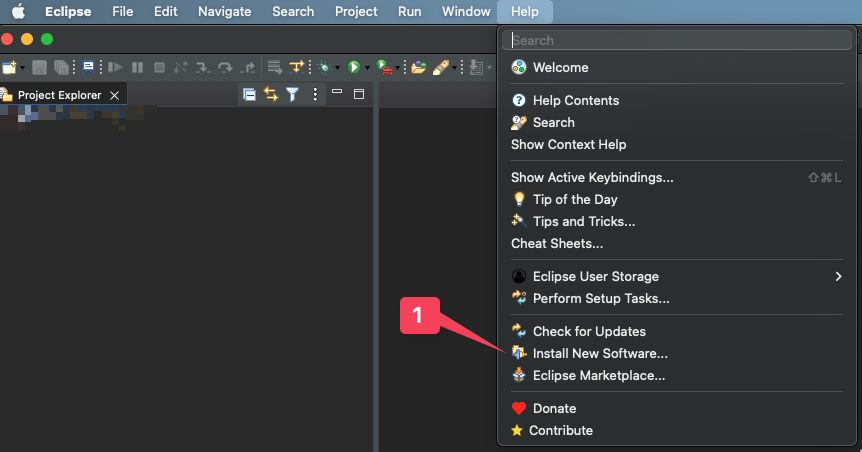 Eclipse File Edit Navigate Search Project Run Window Help
Search
Welcome
Project Explorer
Help Contents
Search
Show Context Help
Show Active Keybindings... ⇧⌘L
Tip of the Day
Tips and Tricks...
Cheat Sheets...
Eclipse User Storage
Perform Setup Tasks...
1
Check for Updates
Install New Software...
Eclipse Marketplace...
Donate
Contribute